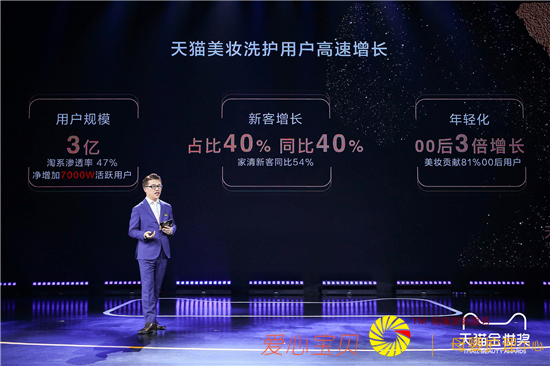 天猫美妆洗护用户高速增长
用户规模
3亿
淘系渗透率 47%
净增加7000W活跃用户
新客增长
占比40% 同比40%
家清新客同比54%
年轻化
00后3倍增长
美妆贡献81%00后用户
天猫金妆奖
TMALL BEAUTY AWARDS
爱心宝山